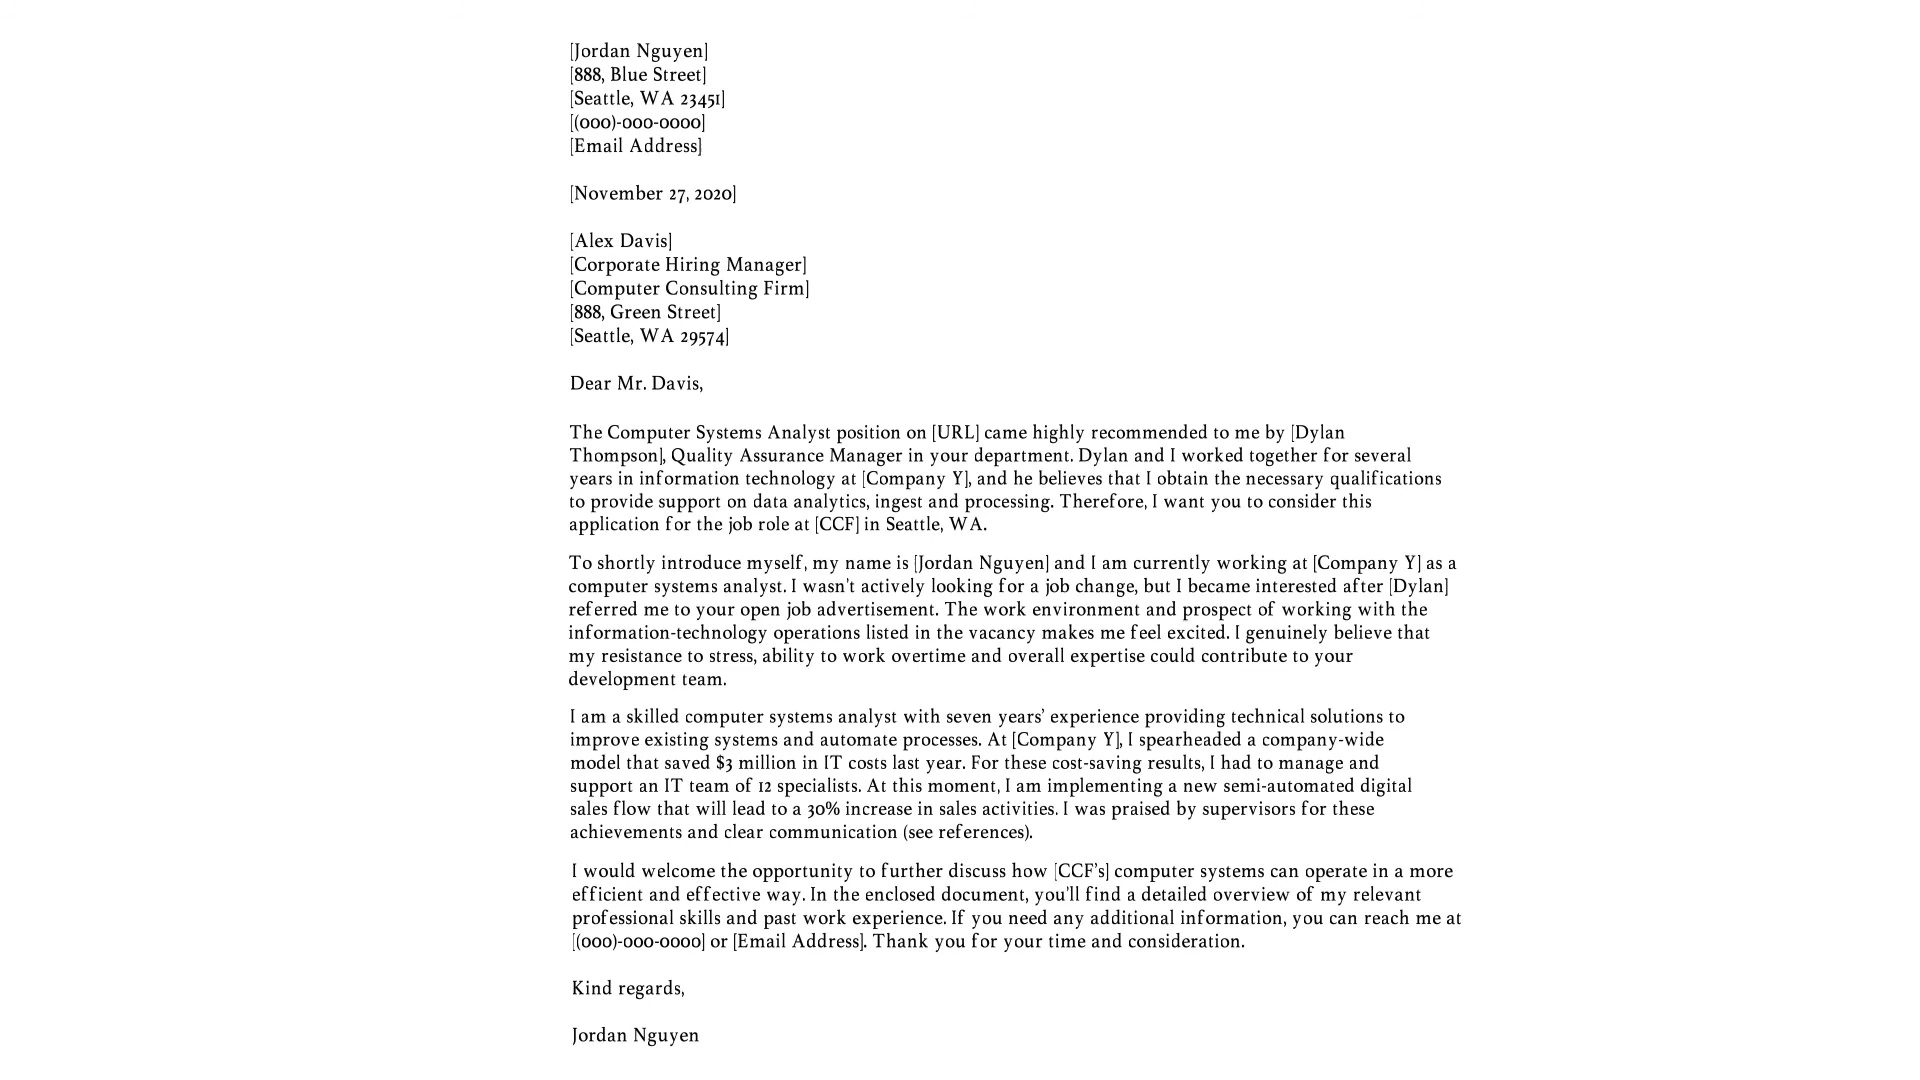 [Jordan Nguyen]
[888, Blue Street]
[Seattle, WA 23451]
[(000)-000-0000]
[Email Address]
[November 27, 2020]
[Alex Davis]
[Corporate Hiring Manager]
[Computer Consulting Firm]
[888, Green Street]
[Seattle, WA 29574]
Dear Mr. Davis,
The Computer Systems Analyst position on [URL] came highly recommended to me by [Dylan
Thompson], Quality Assurance Manager in your department. Dylan and I worked together for several
years in information technology at [Company Y], and he believes that I obtain the necessary qualifications
to provide support on data analytics, ingest and processing. Therefore, I want you to consider this
application for the job role at [CCF] in Seattle, WA.
To shortly introduce myself, my name is [Jordan Nguyen] and I am currently working at [Company Y] as a
computer systems analyst. I wasn't actively looking for a job change, but I became interested after [Dylan]
referred me to your open job advertisement. The work environment and prospect of working with the
information-technology operations listed in the vacancy makes me feel excited. I genuinely believe that
my resistance to stress, ability to work overtime and overall expertise could contribute to your
development team.
I am a skilled computer systems analyst with seven years’ experience providing technical solutions to
improve existing systems and automate processes. At [Company Y], I spearheaded a company-wide
model that saved $3 million in IT costs last year. For these cost-saving results, I had to manage and
support an IT team of 12 specialists. At this moment, I am implementing a new semi-automated digital
sales flow that will lead to a 30% increase in sales activities. I was praised by supervisors for these
achievements and clear communication (see references).
I would welcome the opportunity to further discuss how [CCF’s] computer systems can operate in a more
efficient and effective way. In the enclosed document, you’ll find a detailed overview of my relevant
professional skills and past work experience. If you need any additional information, you can reach me at
[(000)-000-0000] or [Email Address]. Thank you for your time and consideration.
Kind regards,
Jordan Nguyen